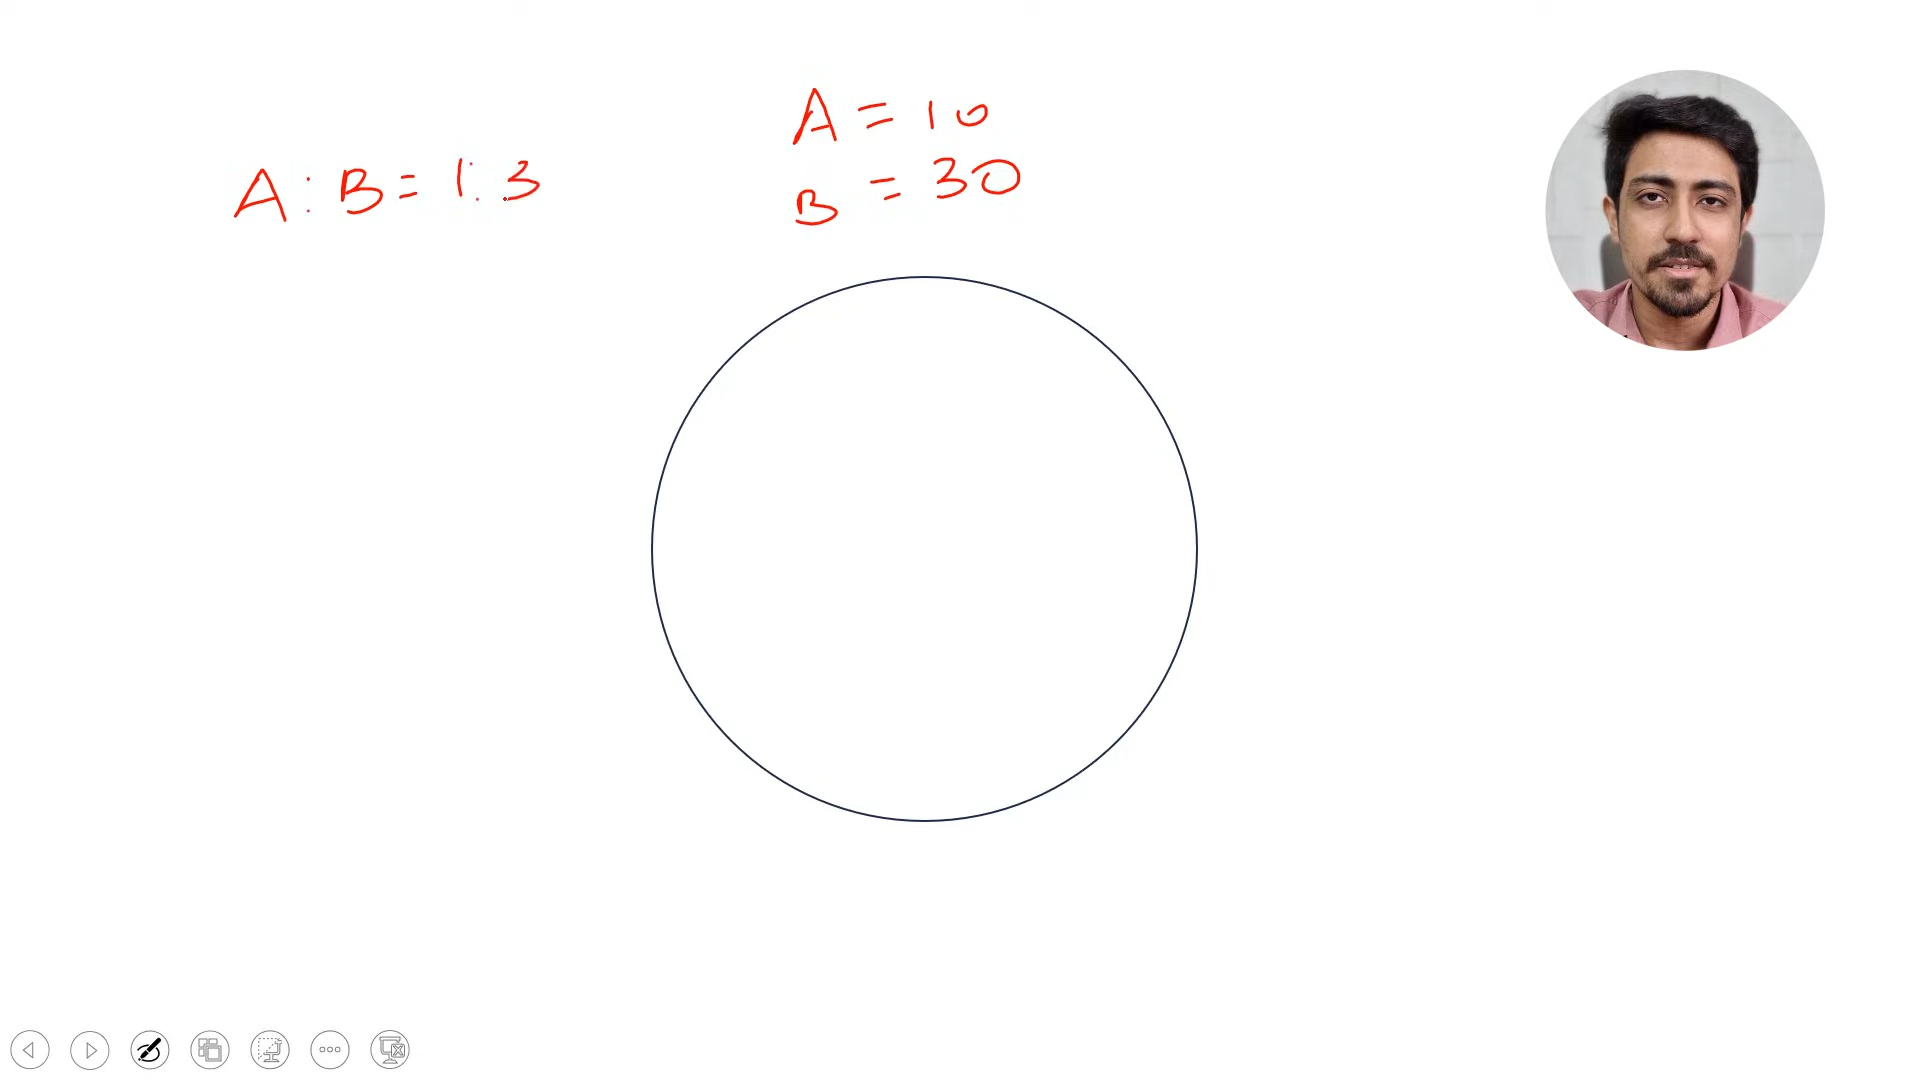 A = 10
A : B = 1 : 3
B = 30